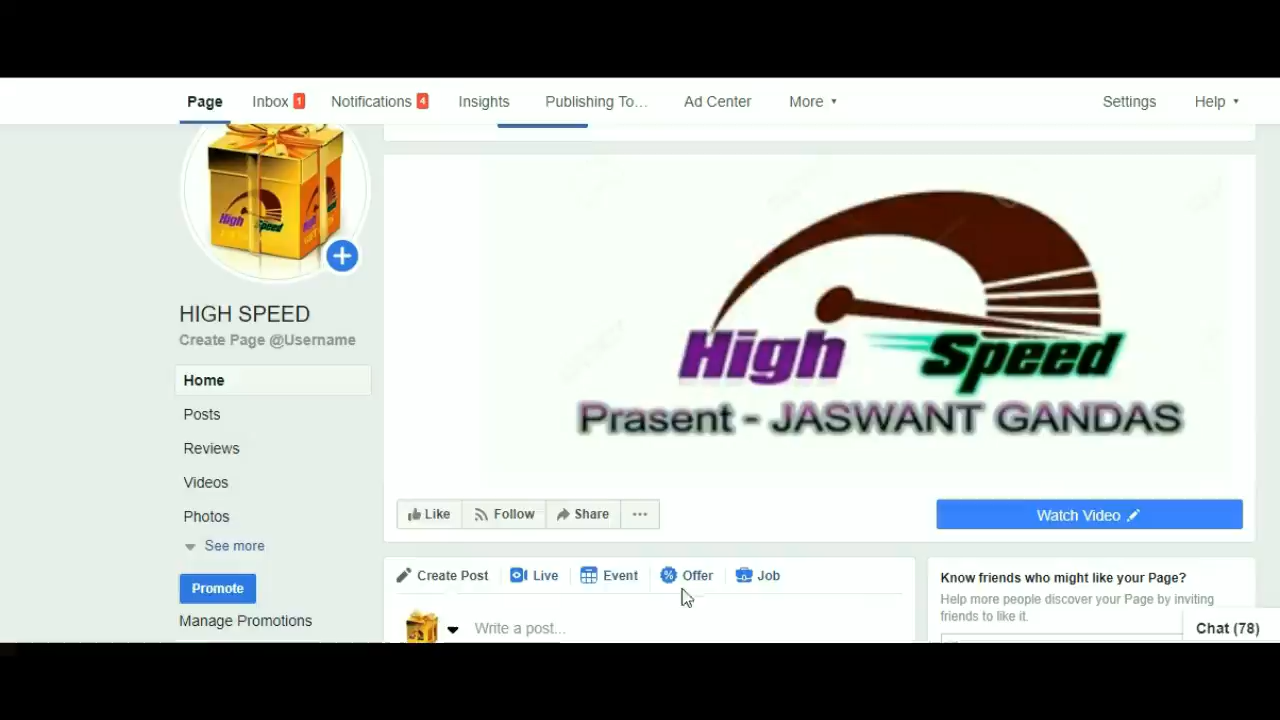 Page Inbox 1 Notifications 4 Insights Publishing To... Ad Center More Settings Help
High Speed
HIGH SPEED
Create Page @Username
Home
Posts
Reviews
Videos
Photos
See more
Promote
Manage Promotions
High Speed
Prasent - JASWANT GANDAS
Like Follow Share ...
Watch Video
Create Post Live Event Offer Job
Write a post...
Know friends who might like your Page?
Help more people discover your Page by inviting
friends to like it.
Chat (78)